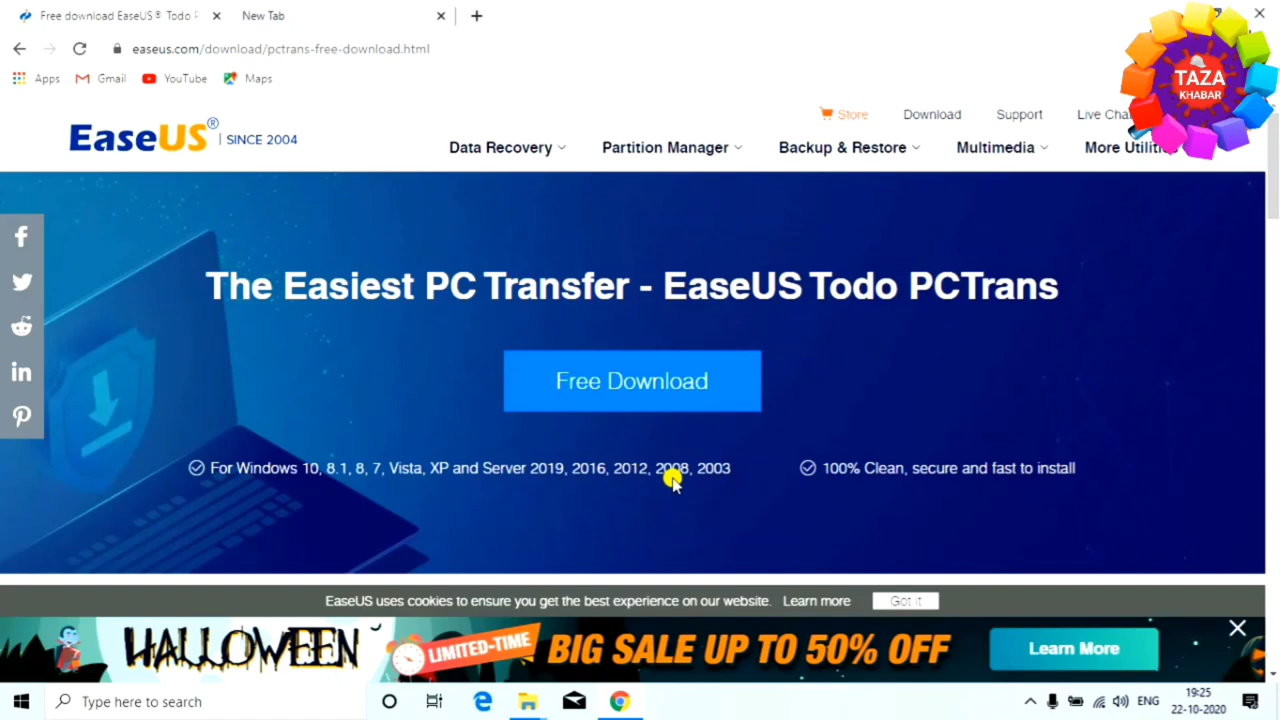 Free download EaseUS® Todo P
New Tab
easeus.com/download/pctrans-free-download.html
Apps
Gmail
YouTube
Maps
TAZA
KHABAR
EaseUS® SINCE 2004
Store
Download
Support
Live Cha
Data Recovery
Partition Manager
Backup & Restore
Multimedia
More Utiliti
The Easiest PC Transfer - EaseUS Todo PCTrans
Free Download
For Windows 10, 8.1, 8, 7, Vista, XP and Server 2019, 2016, 2012, 2008, 2003
100% Clean, secure and fast to install
EaseUS uses cookies to ensure you get the best experience on our website. Learn more
Got it
HALLOWEEN
LIMITED-TIME
BIG SALE UP TO 50% OFF
Learn More
Type here to search
ENG
19:25
22-10-2020